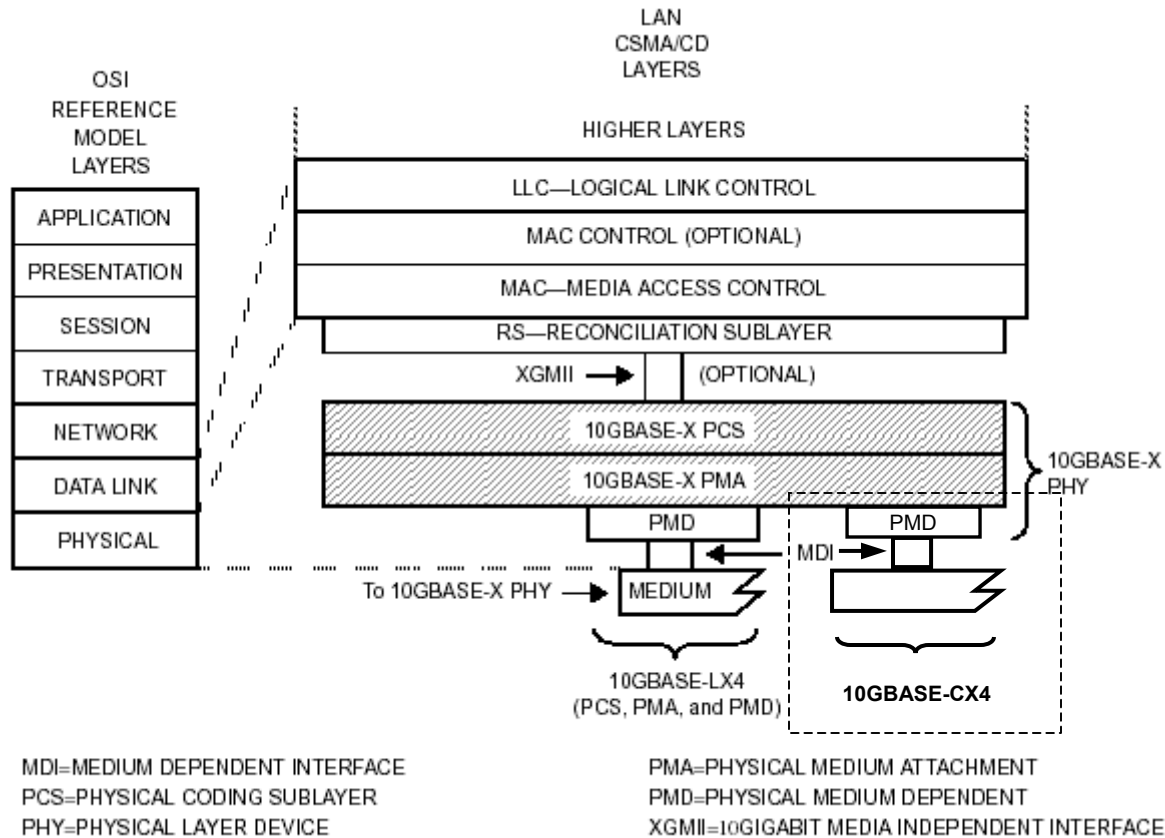 LAN
CSMA/CD
LAYERS
OSI
REFERENCE
MODEL
LAYERS
HIGHER LAYERS
LLC—LOGICAL LINK CONTROL
APPLICATION
MAC CONTROL (OPTIONAL)
PRESENTATION
MAC—MEDIA ACCESS CONTROL
SESSION
RS—RECONCILIATION SUBLAYER
TRANSPORT
XGMII
(OPTIONAL)
NETWORK
10GBASE-X PCS
DATA LINK
10GBASE-X PMA
10GBASE-X
PHY
PHYSICAL
PMD
PMD
MDI
To 10GBASE-X PHY
MEDIUM
10GBASE-LX4
(PCS, PMA, and PMD)
10GBASE-CX4
MDI=MEDIUM DEPENDENT INTERFACE
PCS=PHYSICAL CODING SUBLAYER
PHY=PHYSICAL LAYER DEVICE
PMA=PHYSICAL MEDIUM ATTACHMENT
PMD=PHYSICAL MEDIUM DEPENDENT
XGMII=10GIGABIT MEDIA INDEPENDENT INTERFACE